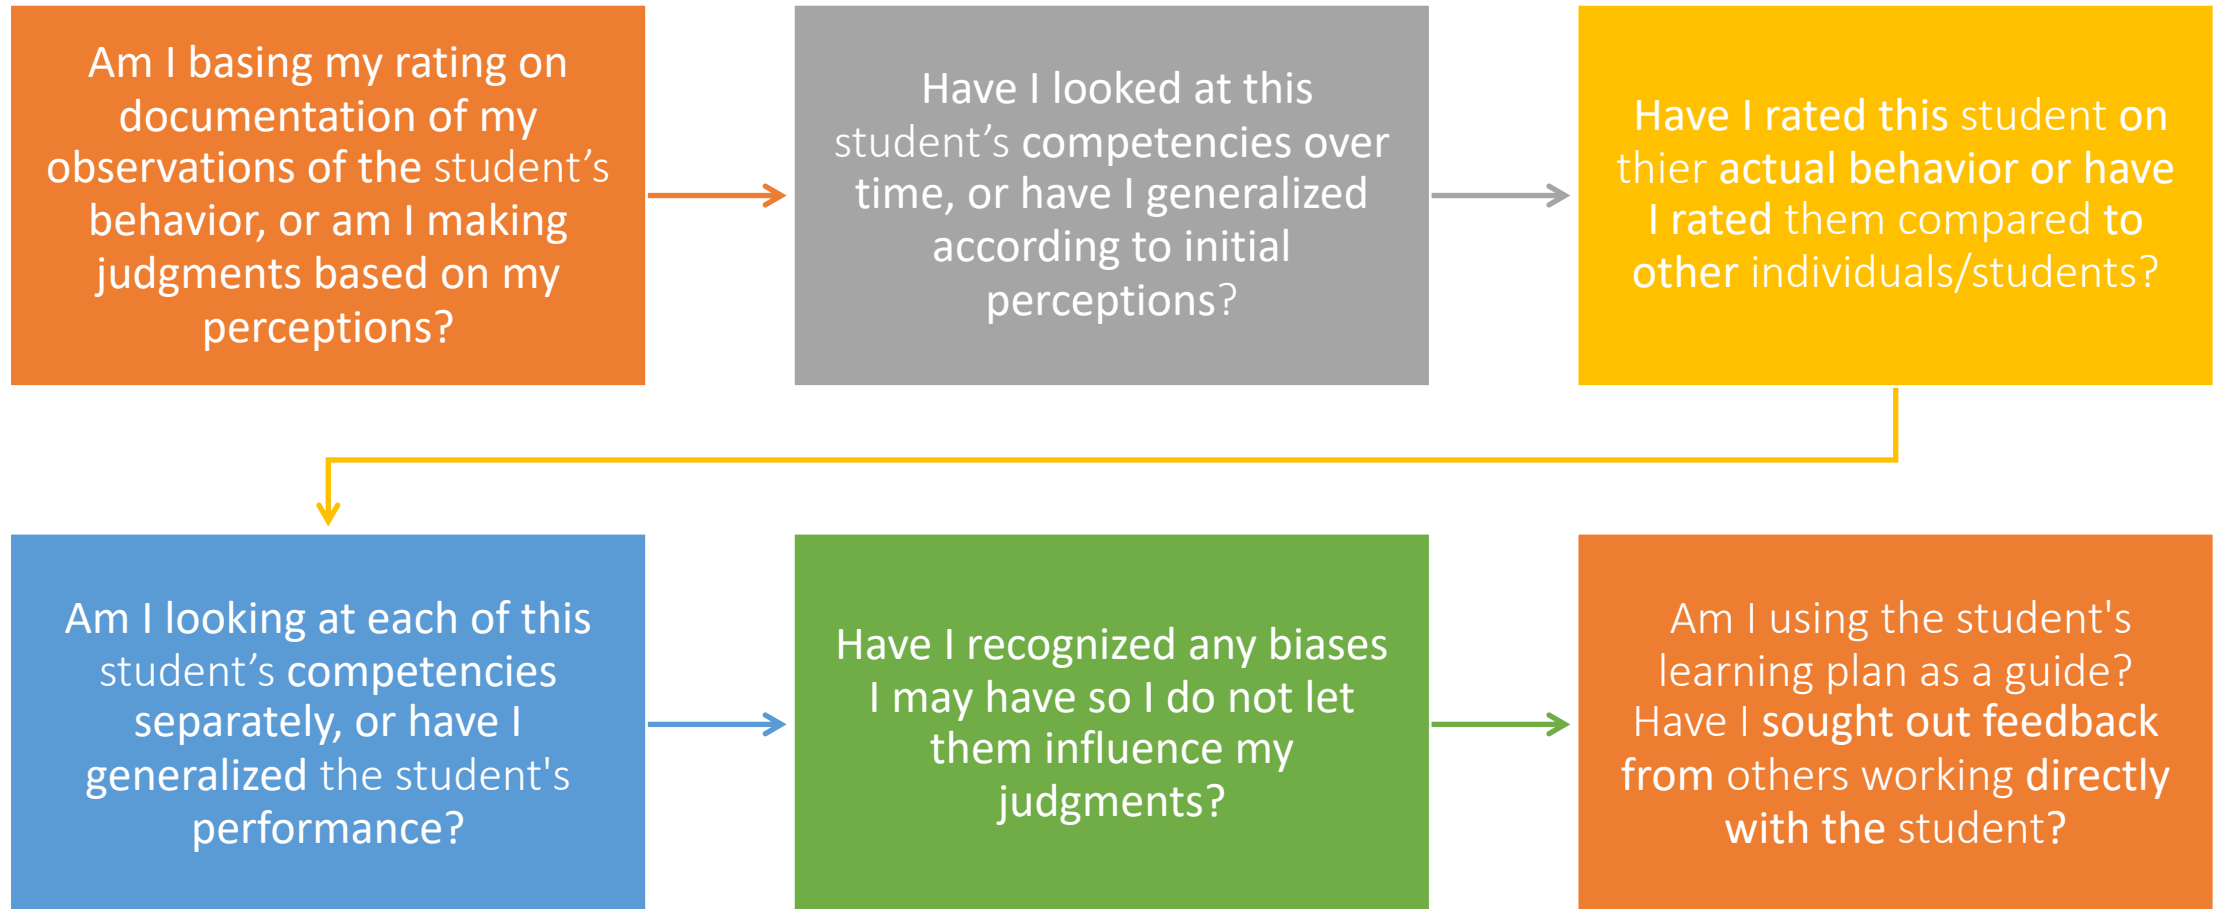 Am I basing my rating on
documentation of my
observations of the student’s
behavior, or am I making
judgments based on my
perceptions?
Have I looked at this
student’s competencies over
time, or have I generalized
according to initial
perceptions?
Have I rated this student on
thier actual behavior or have
I rated them compared to
other individuals/students?
Am I looking at each of this
student’s competencies
separately, or have I
generalized the student's
performance?
Have I recognized any biases
I may have so I do not let
them influence my
judgments?
Am I using the student's
learning plan as a guide?
Have I sought out feedback
from others working directly
with the student?